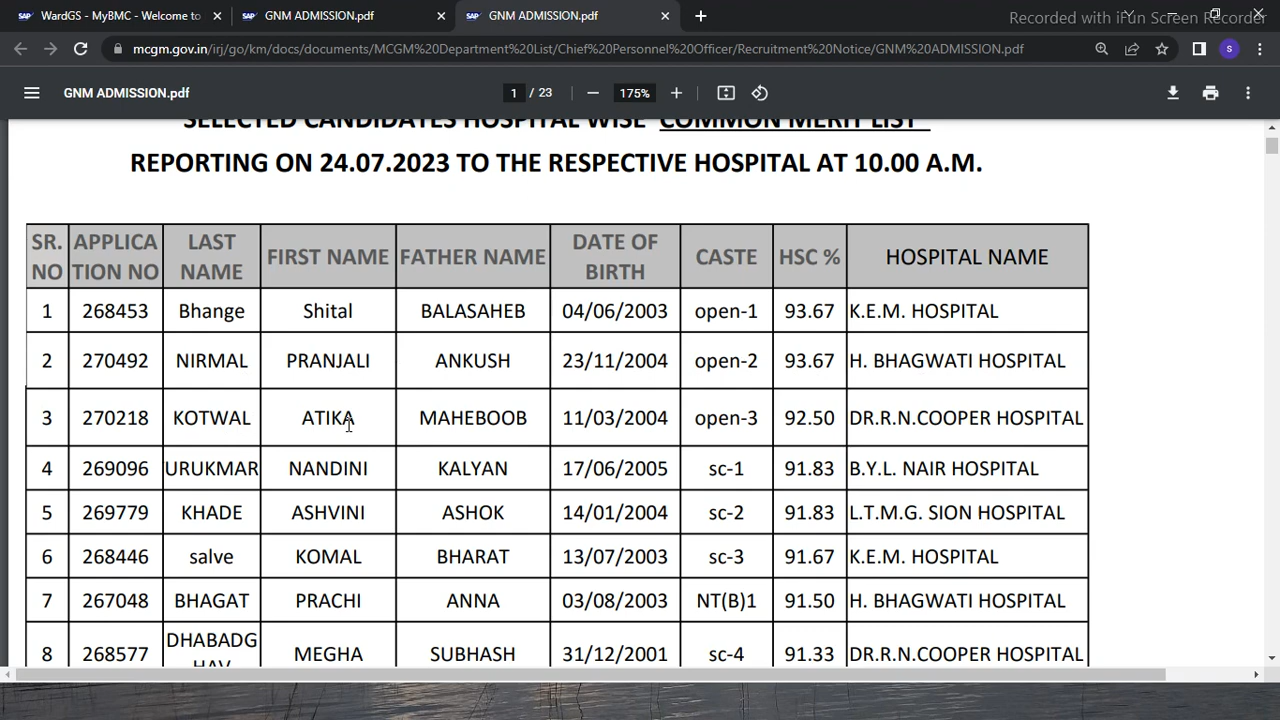 WardGS - MyBMC - Welcome to
GNM ADMISSION.pdf
GNM ADMISSION.pdf
Recorded with iFun Screen Recorder
mcgm.gov.in/irj/go/km/docs/documents/MCGM%20Department%20List/Chief%20Personnel%20Officer/Recruitment%20Notice/GNM%20ADMISSION.pdf
S
GNM ADMISSION.pdf
1 / 23
175%
SELECTED CANDIDATES HOSPITAL WISE COMMON MERIT LIST
REPORTING ON 24.07.2023 TO THE RESPECTIVE HOSPITAL AT 10.00 A.M.
SR. NO APPLICATION NO LAST NAME FIRST NAME FATHER NAME DATE OF BIRTH CASTE HSC % HOSPITAL NAME
1 268453 Bhange Shital BALASAHEB 04/06/2003 open-1 93.67 K.E.M. HOSPITAL
2 270492 NIRMAL PRANJALI ANKUSH 23/11/2004 open-2 93.67 H. BHAGWATI HOSPITAL
3 270218 KOTWAL ATIKA MAHEBOOB 11/03/2004 open-3 92.50 DR.R.N.COOPER HOSPITAL
4 269096 URUKMAR NANDINI KALYAN 17/06/2005 sc-1 91.83 B.Y.L. NAIR HOSPITAL
5 269779 KHADE ASHVINI ASHOK 14/01/2004 sc-2 91.83 L.T.M.G. SION HOSPITAL
6 268446 salve KOMAL BHARAT 13/07/2003 sc-3 91.67 K.E.M. HOSPITAL
7 267048 BHAGAT PRACHI ANNA 03/08/2003 NT(B)1 91.50 H. BHAGWATI HOSPITAL
8 268577 DHABADGHAV MEGHA SUBHASH 31/12/2001 sc-4 91.33 DR.R.N.COOPER HOSPITAL